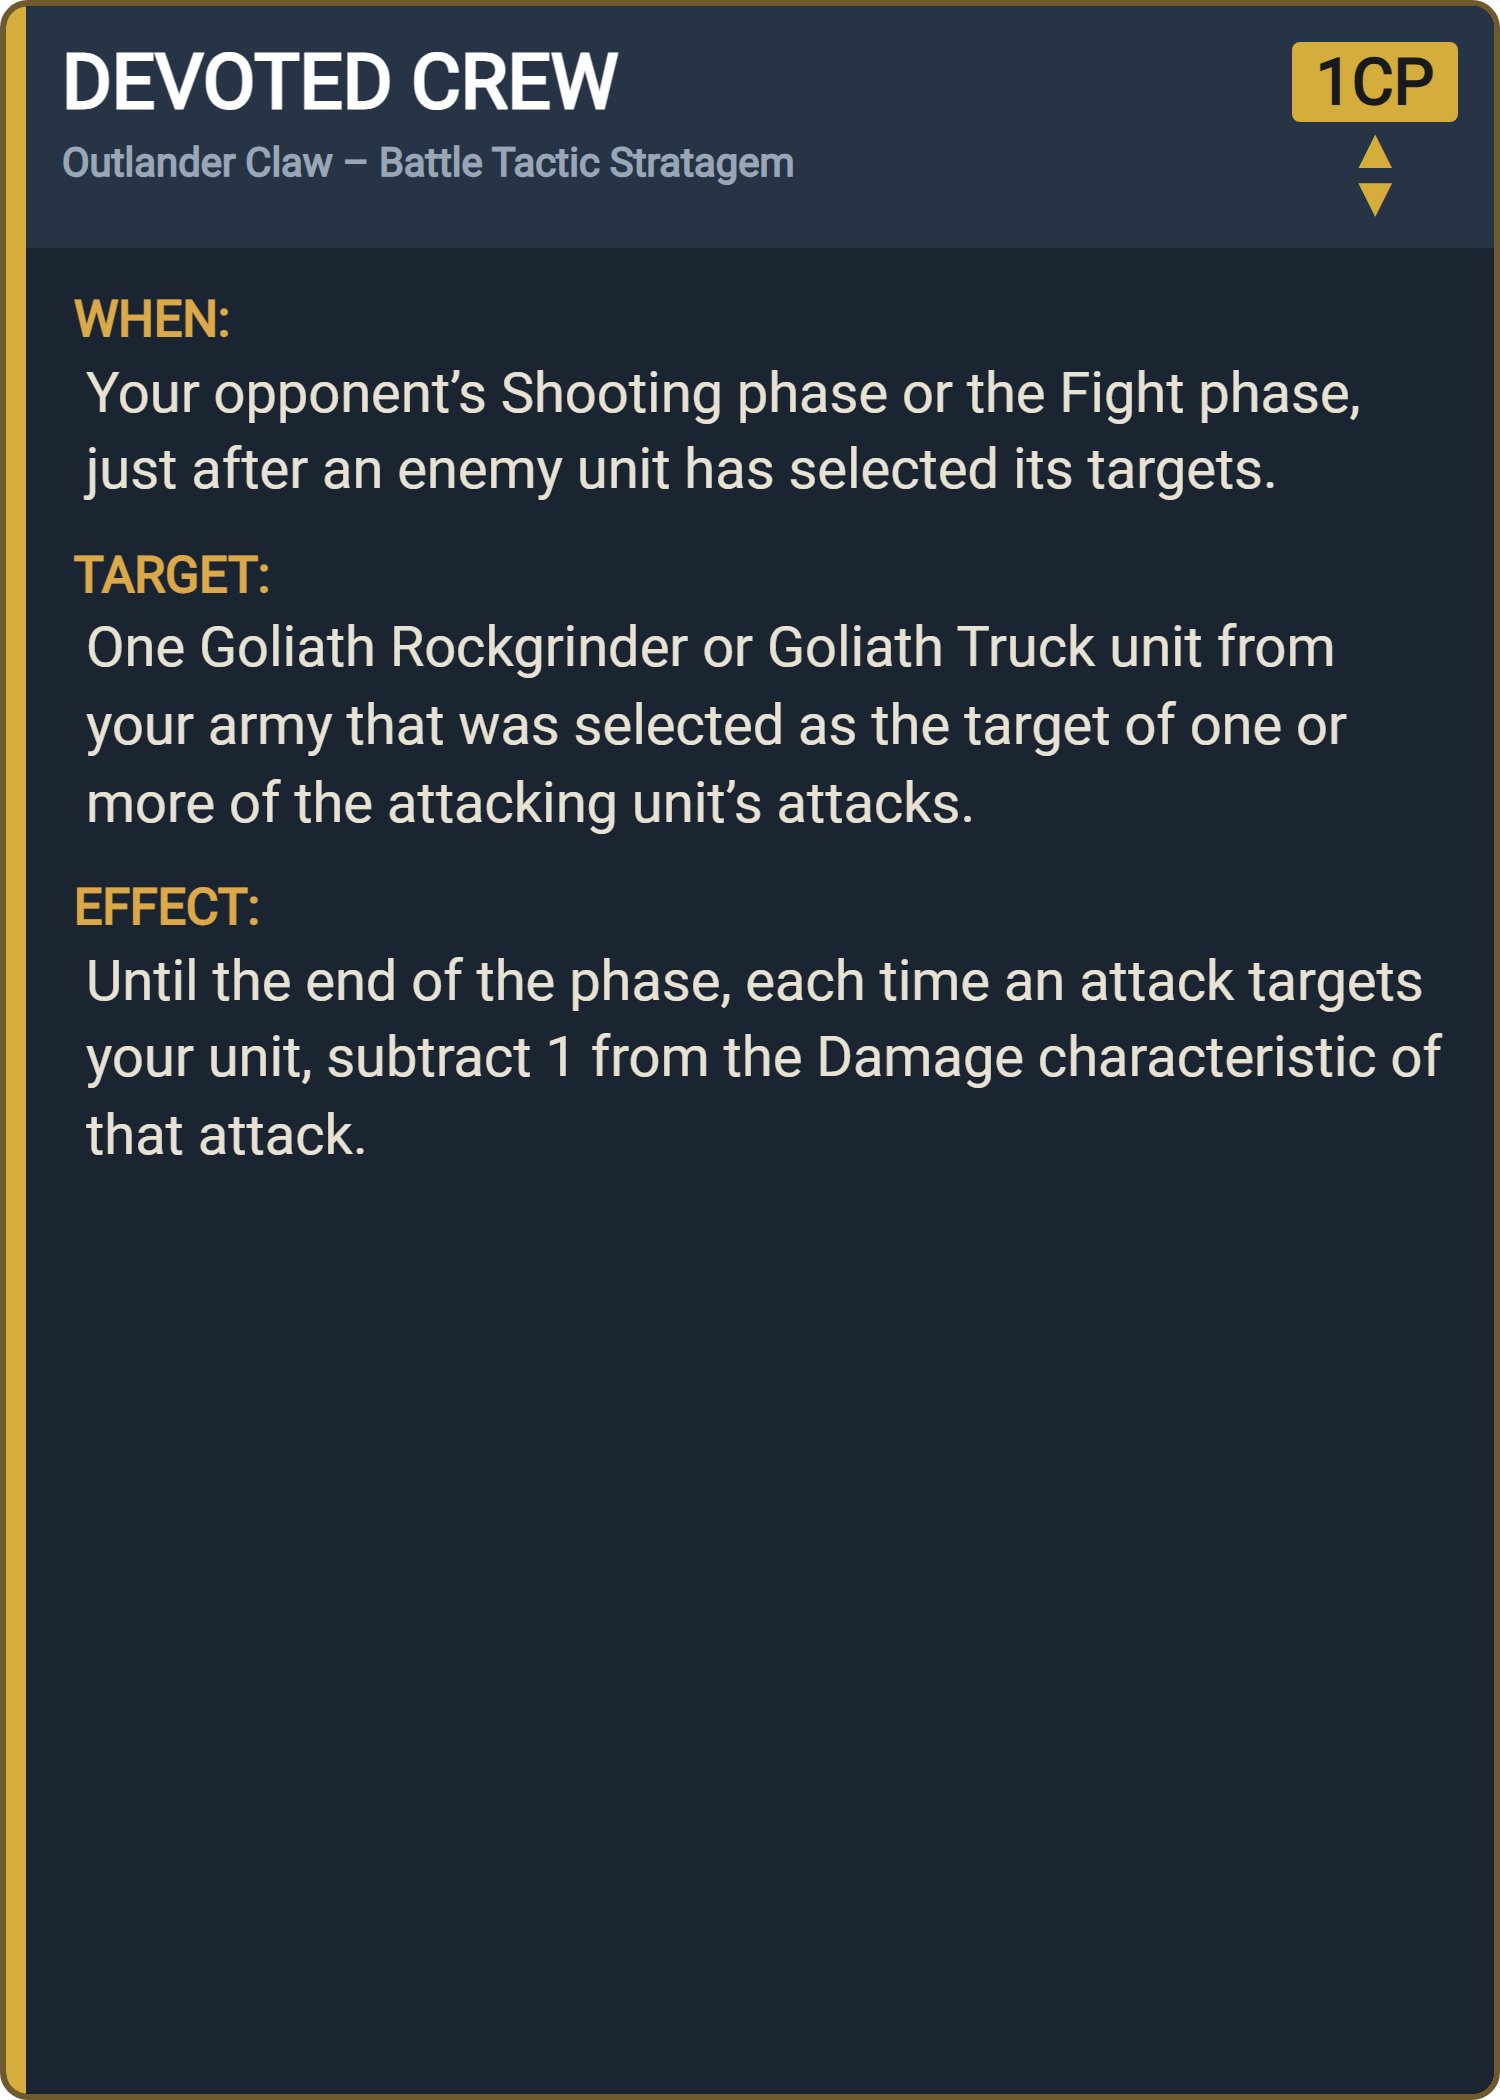 DEVOTED CREW
Outlander Claw – Battle Tactic Stratagem
1CP
▲
▼
WHEN:
Your opponent’s Shooting phase or the Fight phase,
just after an enemy unit has selected its targets.
TARGET:
One Goliath Rockgrinder or Goliath Truck unit from
your army that was selected as the target of one or
more of the attacking unit’s attacks.
EFFECT:
Until the end of the phase, each time an attack targets
your unit, subtract 1 from the Damage characteristic of
that attack.